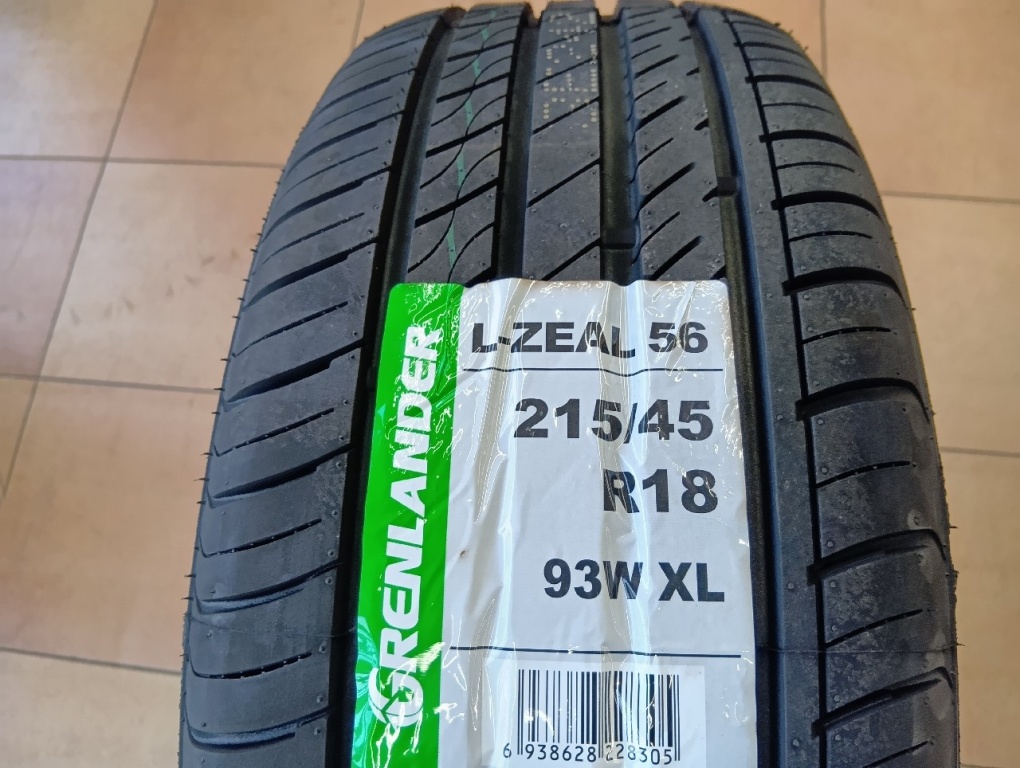 GRENLANDER
L-ZEAL 56
215/45
R18
93W XL
6 938628 228305